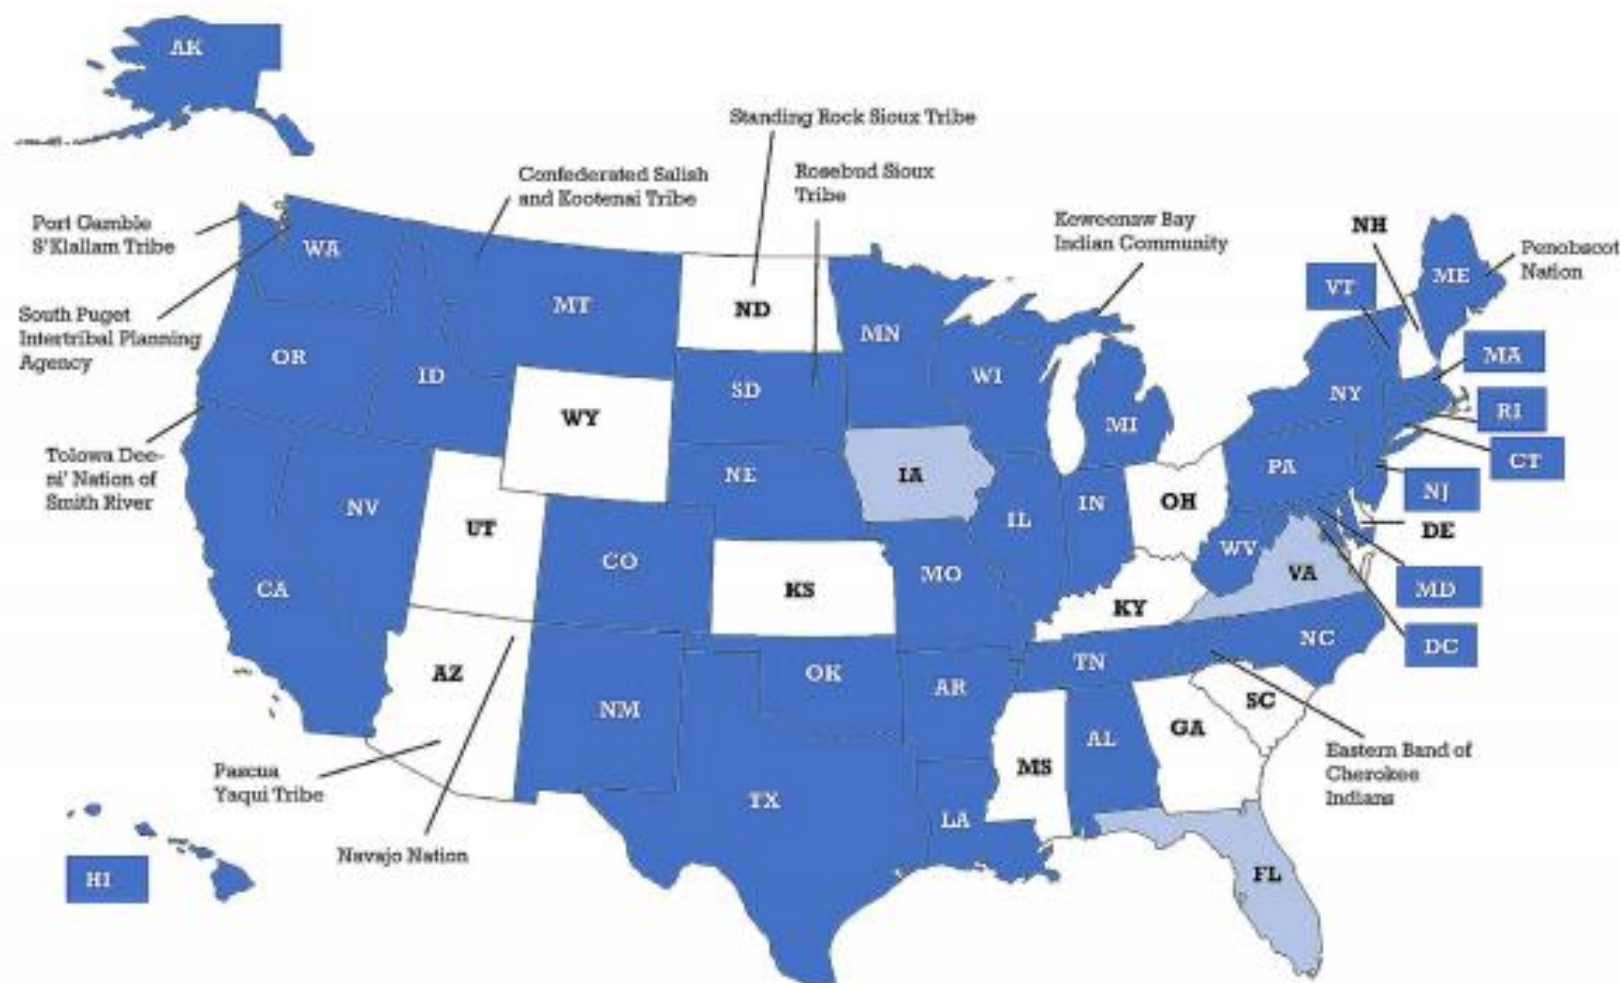 AK
Standing Rock Sioux Tribe
Confederated Salish
and Kootenai Tribe
Rosebud Sioux
Tribe
Port Gamble
S'Klallam Tribe
Keweenaw Bay
Indian Community
NH
Penobscot
Nation
WA
ME
VT
MT
ND
South Puget
Intertribal Planning
Agency
MN
OR
ID
SD
WI
MI
NY
MA
RI
CT
WY
Tolowa Dee-
ni' Nation of
Smith River
NE
IA
PA
NJ
NV
UT
IL
IN
OH
DE
CO
KS
MO
WV
VA
MD
CA
KY
NC
DC
AZ
NM
OK
AR
TN
SC
GA
AL
MS
Eastern Band of
Cherokee
Indians
Pascua
Yaqui Tribe
TX
LA
Navajo Nation
HI
FL